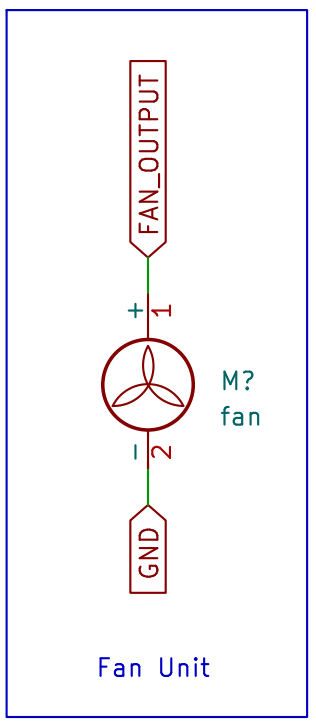 FAN_OUTPUT
+ 1
M?
fan
- 2
GND
Fan Unit